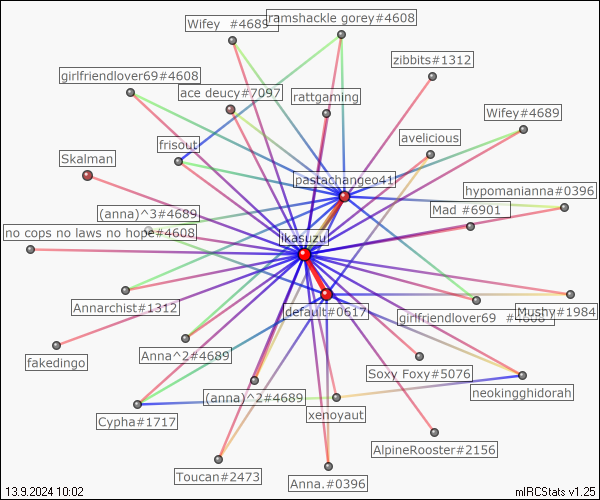 Wifey  #4689
ramshackle gorey#4608
zibbits#1312
girlfriendlover69#4608
ace deucy#7097
rattgaming
Wifey#4689
avelicious
frisout
Skalman
pastachangeo41
hypomanianna#0396
(anna)^3#4689
Mad #6901
no cops no laws no hope#4608
ikasuzu
Annarchist#1312
default#0617
girlfriendlover69  #4608
Mushy#1984
Anna^2#4689
fakedingo
Soxy Foxy#5076
(anna)^2#4689
neokingghidorah
xenoyaut
Cypha#1717
AlpineRooster#2156
Toucan#2473
Anna.#0396
13.9.2024 10:02
mIRCStats v1.25